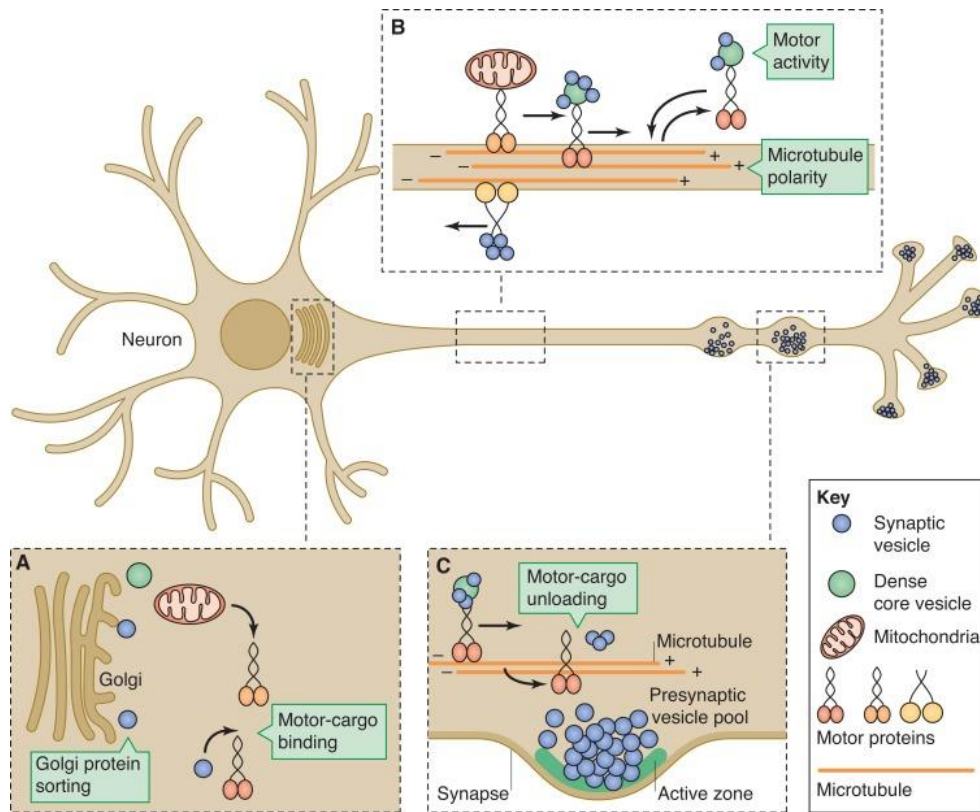 B
Motor
activity
− +
− +
− +
Microtubule
polarity
Neuron
A
Golgi
Golgi protein
sorting
Motor-cargo
binding
C
Motor-cargo
unloading
Microtubule
− +
− +
Presynaptic
vesicle pool
Synapse
Active zone
Key
Synaptic
vesicle
Dense
core vesicle
Mitochondria
Motor proteins
Microtubule